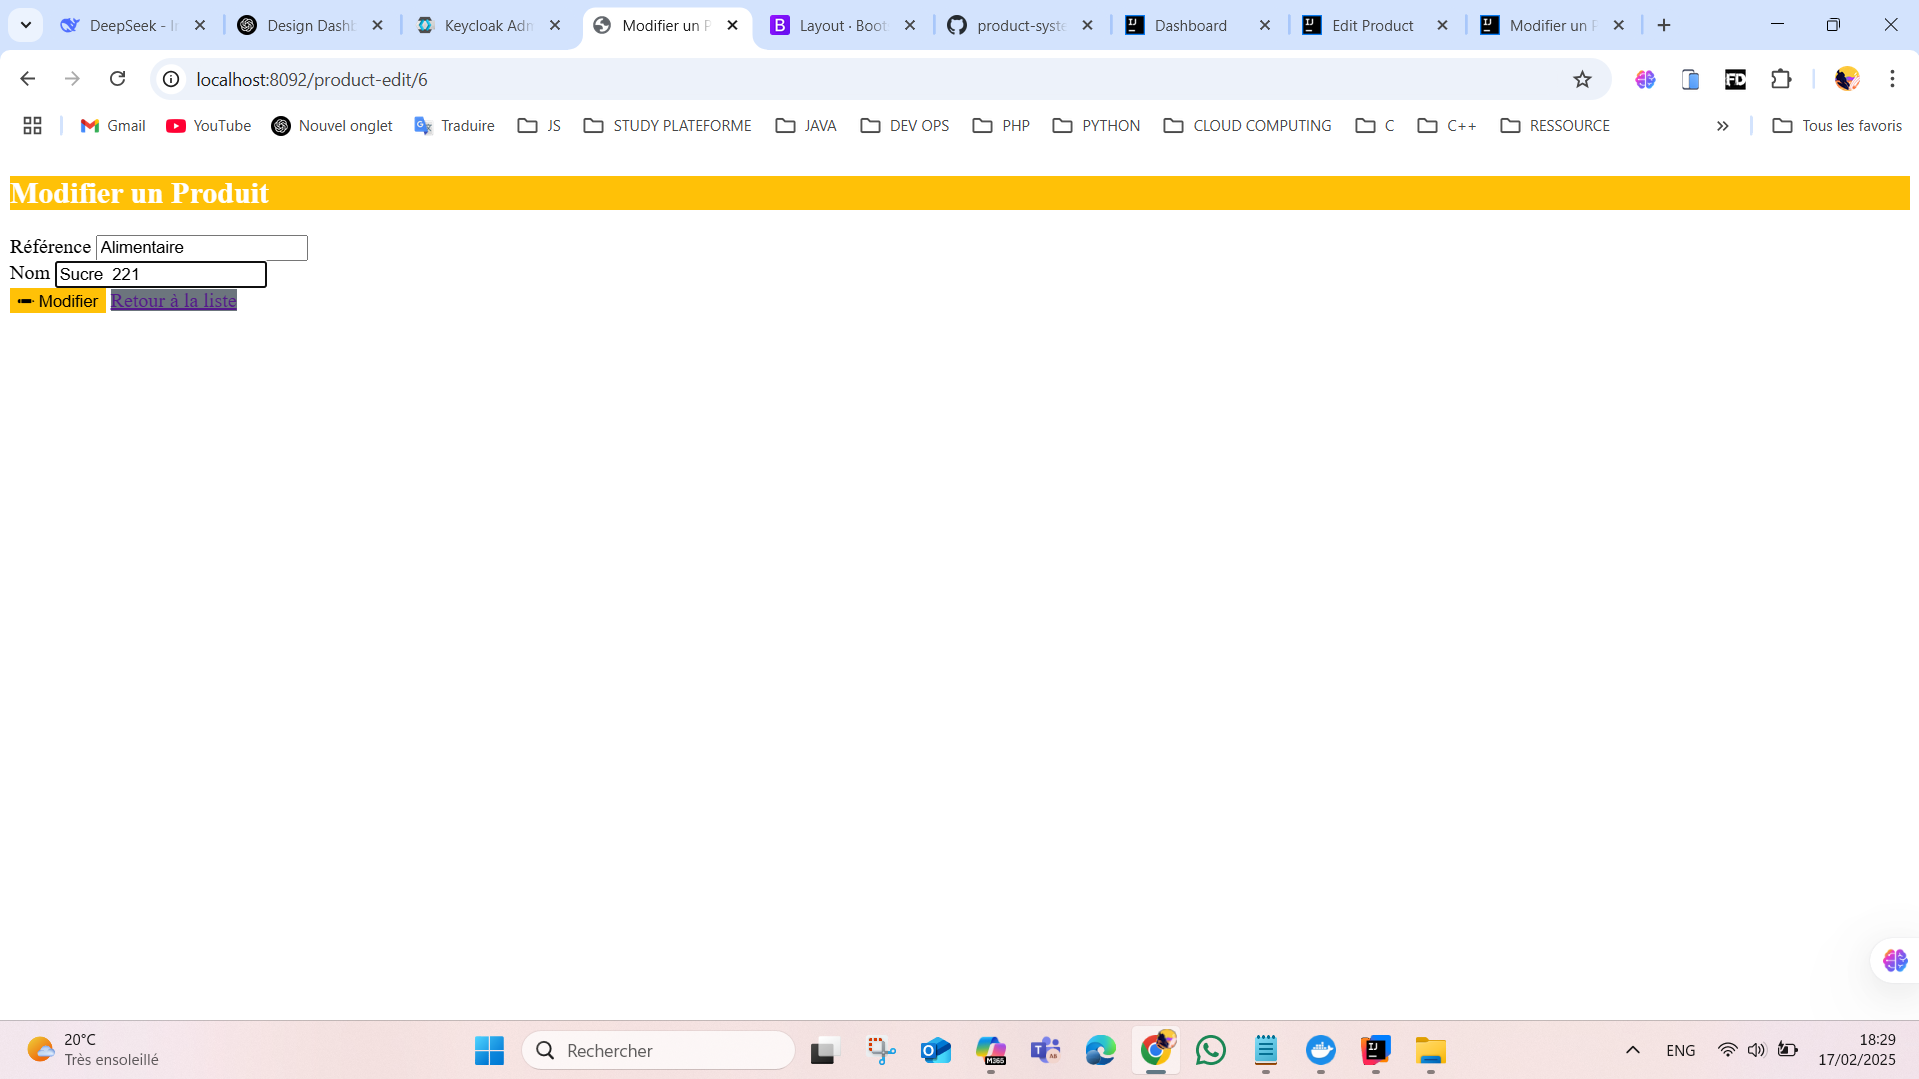 DeepSeek - In
Design Dashb
Keycloak Adm
Modifier un P
Layout · Boot
product-syste
Dashboard
Edit Product
Modifier un P
localhost:8092/product-edit/6
FD
Gmail
YouTube
Nouvel onglet
Traduire
JS
STUDY PLATEFORME
JAVA
DEV OPS
PHP
PYTHON
CLOUD COMPUTING
C
C++
RESSOURCE
Tous les favoris
Modifier un Produit
Référence Alimentaire
Nom Sucre 221
Modifier Retour à la liste
20°C
Très ensoleillé
Rechercher
ENG
18:29
17/02/2025